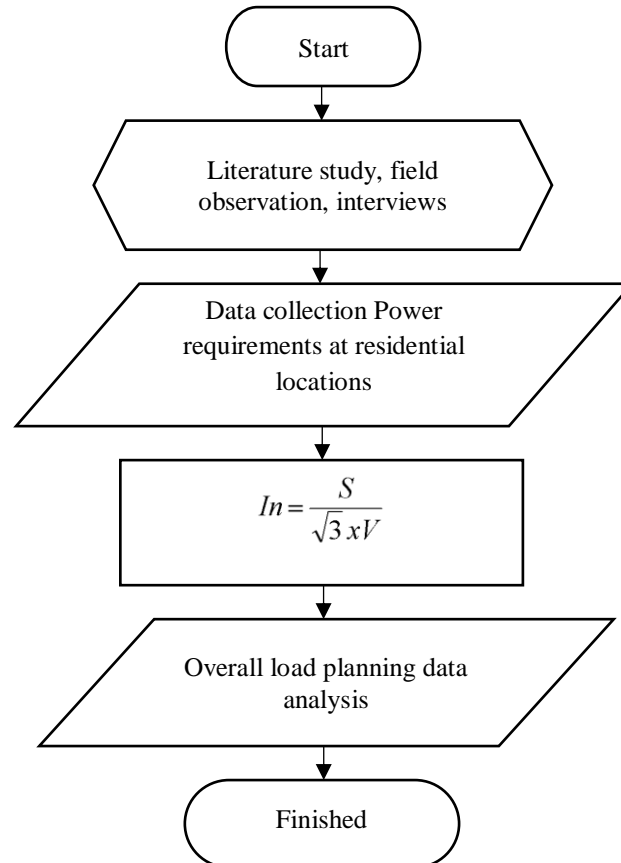 Start
Literature study, field
observation, interviews
Data collection Power
requirements at residential
locations
In = S / √3 xV
Overall load planning data
analysis
Finished